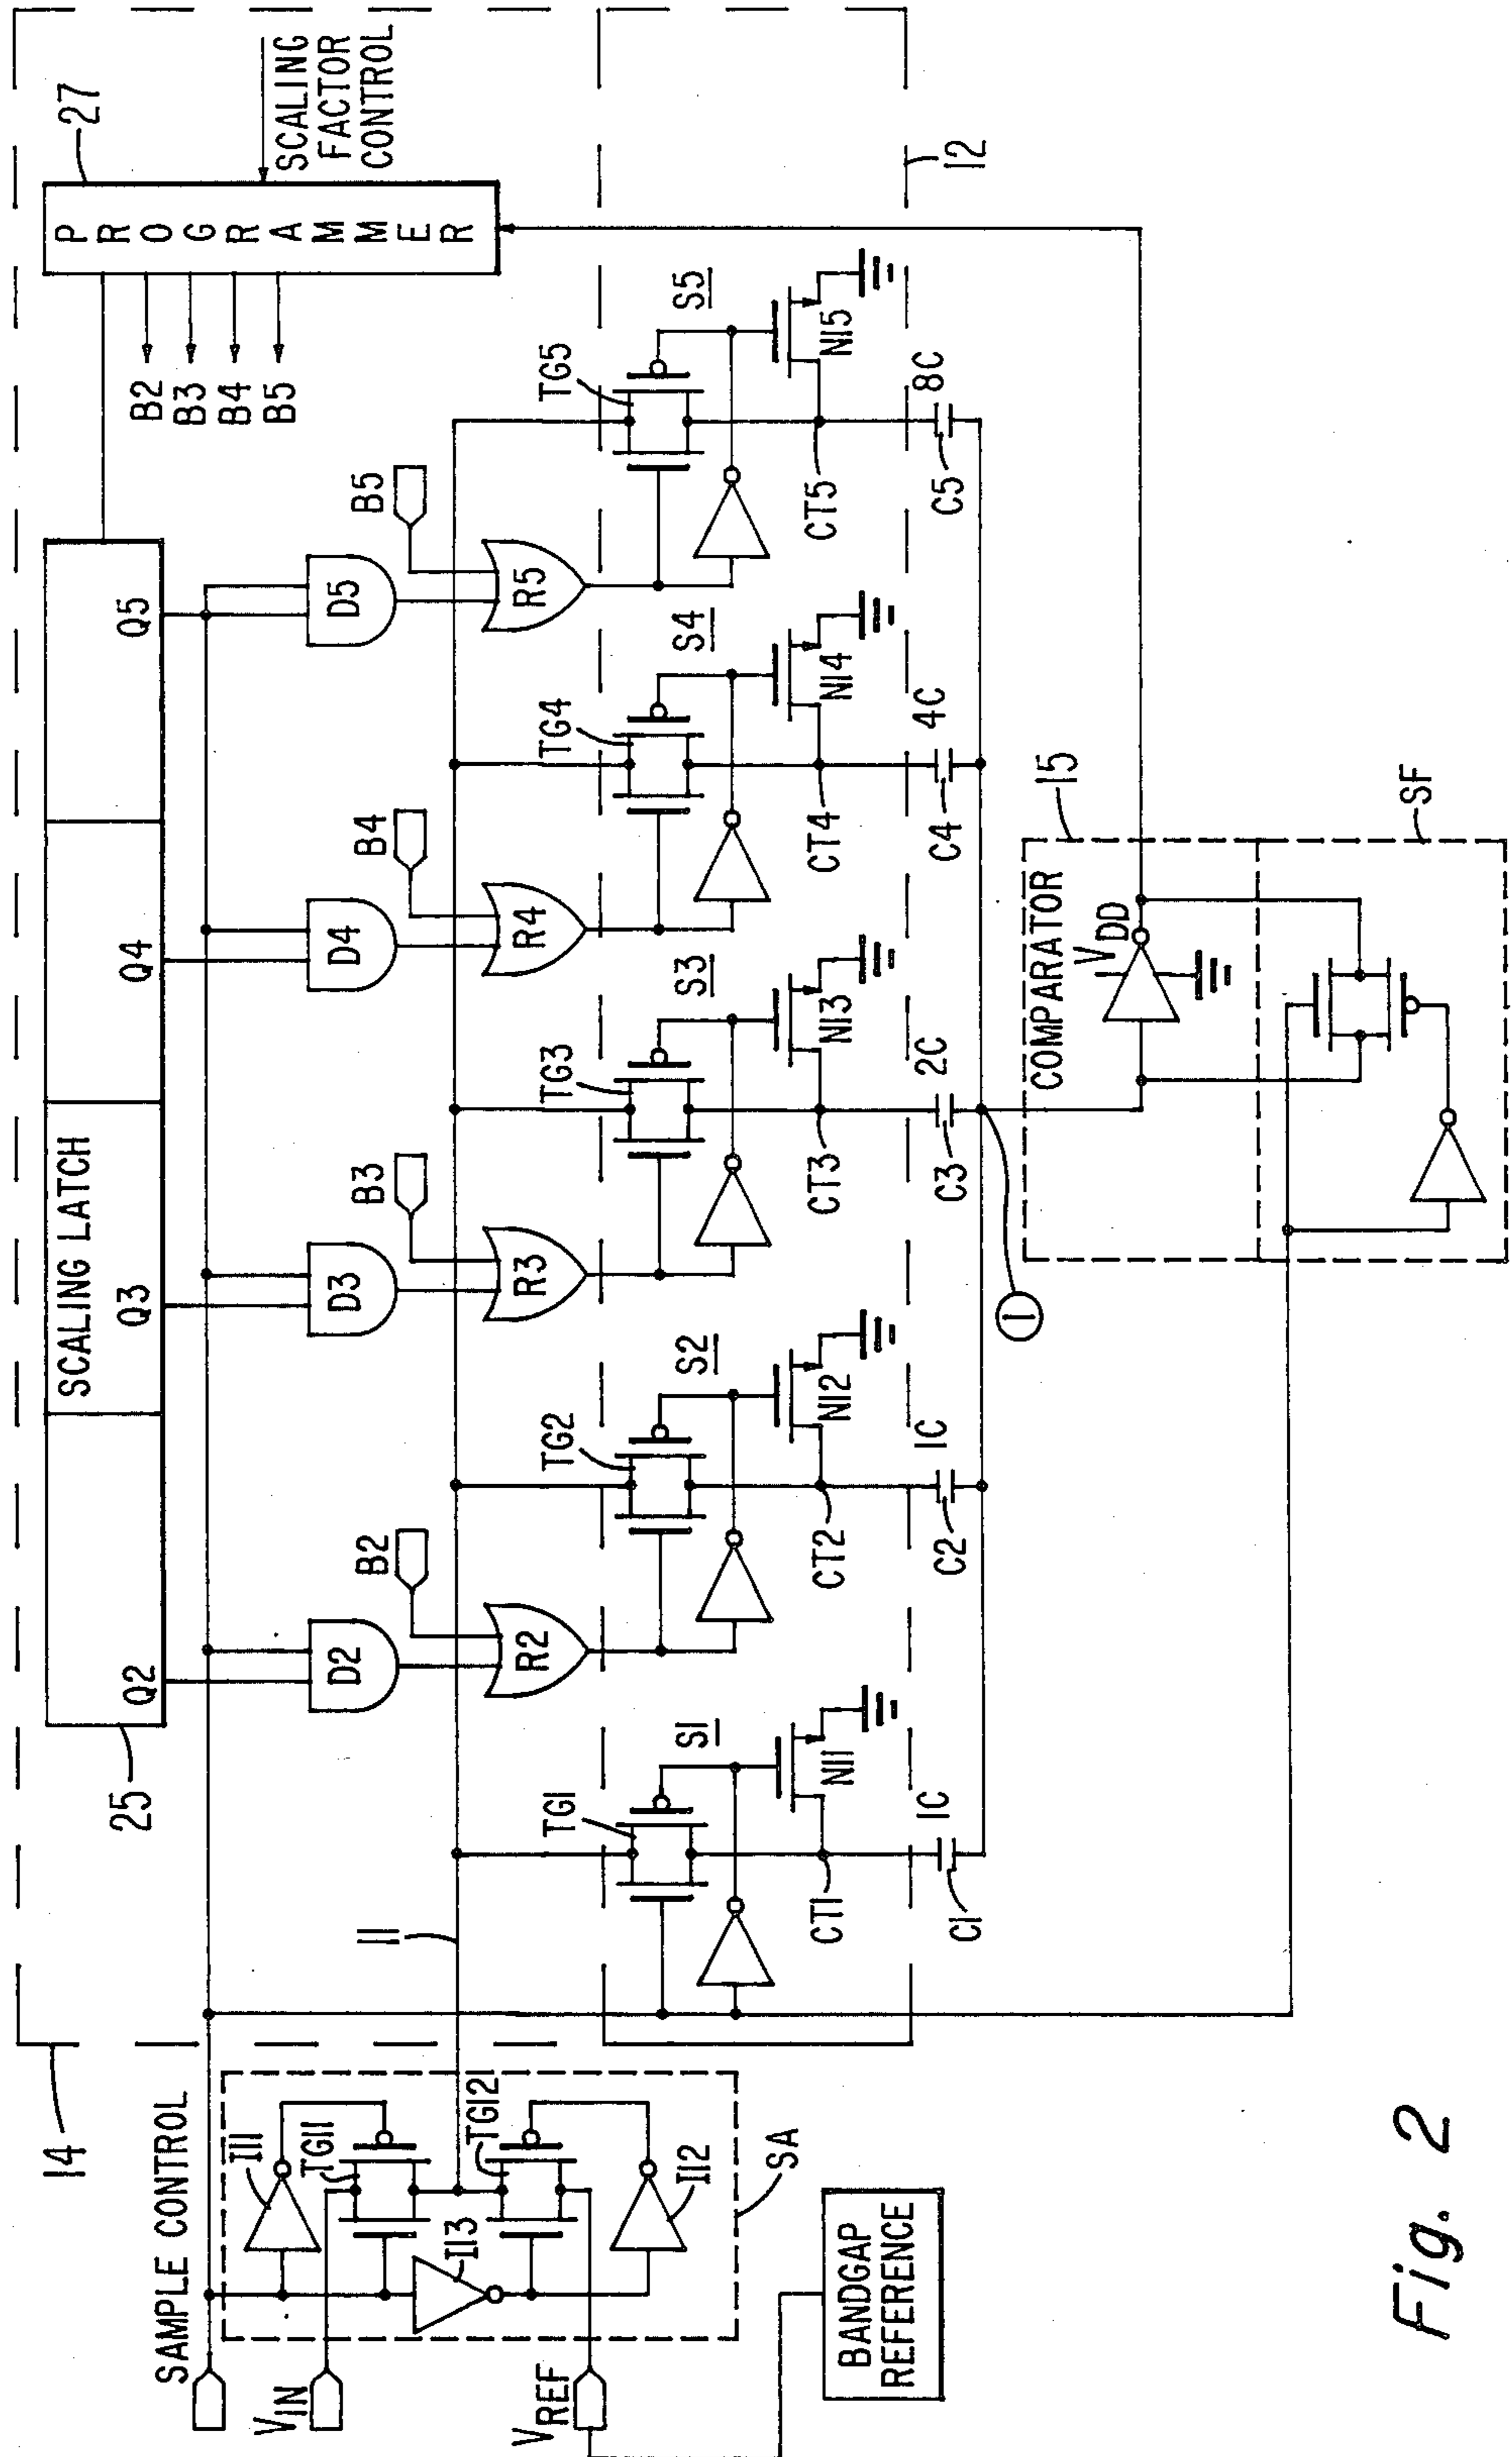 14
SAMPLE CONTROL
I11
TG11
TG12
I13
I12
SA
VIN
VREF
BANDGAP
REFERENCE
11
25
SCALING LATCH
Q2
Q3
Q4
Q5
PROGRAMMER
27
SCALING
FACTOR
CONTROL
B2
B3
B4
B5
D2
D3
D4
D5
B2
B3
B4
B5
R2
R3
R4
R5
TG1
TG2
TG3
TG4
TG5
S1
S2
S3
S4
S5
N11
N12
N13
N14
N15
CT1
CT2
CT3
CT4
CT5
12
1C
1C
2C
4C
8C
C1
C2
C3
C4
C5
1
COMPARATOR
15
VDD
SF
Fig. 2